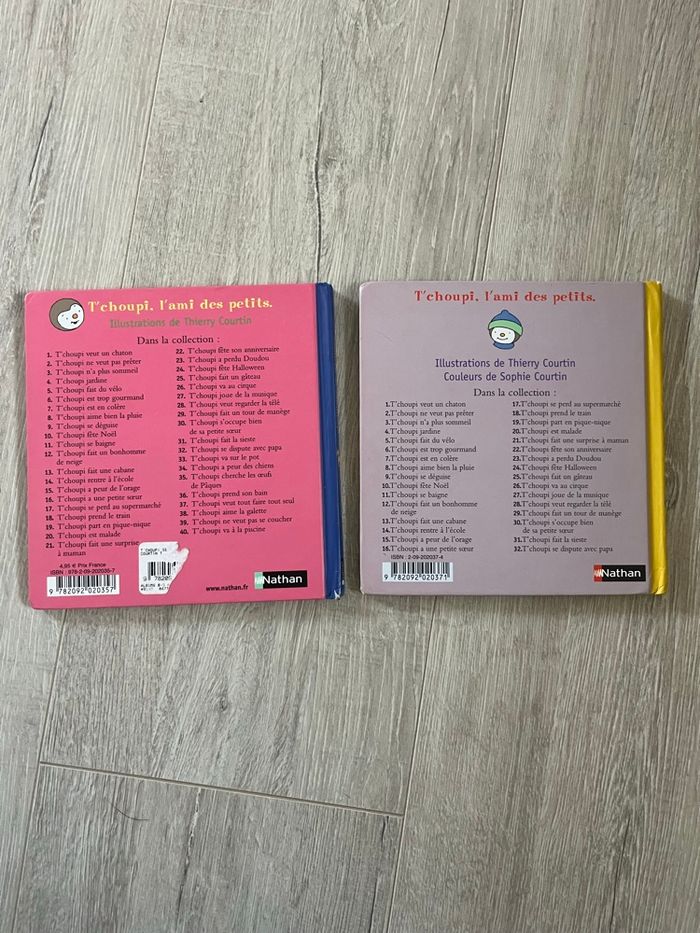 T'choupi, l'ami des petits.
Illustrations de Thierry Courtin
Dans la collection :
1. T'choupi veut un chaton
2. T'choupi ne veut pas prêter
3. T'choupi n'a plus sommeil
4. T'choupi jardine
5. T'choupi fait du vélo
6. T'choupi est trop gourmand
7. T'choupi est en colère
8. T'choupi aime bien la pluie
9. T'choupi se déguise
10. T'choupi fête Noël
11. T'choupi se baigne
12. T'choupi fait un bonhomme
de neige
13. T'choupi fait une cabane
14. T'choupi rentre à l'école
15. T'choupi a peur de l'orage
16. T'choupi a une petite sœur
17. T'choupi se perd au supermarché
18. T'choupi prend le train
19. T'choupi part en pique-nique
20. T'choupi est malade
21. T'choupi fait une surprise
à maman
22. T'choupi fête son anniversaire
23. T'choupi a perdu Doudou
24. T'choupi fête Halloween
25. T'choupi fait un gâteau
26. T'choupi va au cirque
27. T'choupi joue de la musique
28. T'choupi veut regarder la télé
29. T'choupi fait un tour de manège
30. T'choupi s'occupe bien
de sa petite sœur
31. T'choupi fait la sieste
32. T'choupi se dispute avec papa
33. T'choupi va sur le pot
34. T'choupi a peur des chiens
35. T'choupi cherche les œufs
de Pâques
36. T'choupi prend son bain
37. T'choupi veut tout faire tout seul
38. T'choupi aime la galette
39. T'choupi ne veut pas se coucher
40. T'choupi va à la piscine
4,95 € Prix France
ISBN : 978-2-09-202035-7
9 782092 020357
www.nathan.fr
Nathan
T'choupi, l'ami des petits.
Illustrations de Thierry Courtin
Couleurs de Sophie Courtin
Dans la collection :
1. T'choupi veut un chaton
2. T'choupi ne veut pas prêter
3. T'choupi n'a plus sommeil
4. T'choupi jardine
5. T'choupi fait du vélo
6. T'choupi est trop gourmand
7. T'choupi est en colère
8. T'choupi aime bien la pluie
9. T'choupi se déguise
10. T'choupi fête Noël
11. T'choupi se baigne
12. T'choupi fait un bonhomme
de neige
13. T'choupi fait une cabane
14. T'choupi rentre à l'école
15. T'choupi a peur de l'orage
16. T'choupi a une petite sœur
17. T'choupi se perd au supermarché
18. T'choupi prend le train
19. T'choupi part en pique-nique
20. T'choupi est malade
21. T'choupi fait une surprise à maman
22. T'choupi fête son anniversaire
23. T'choupi a perdu Doudou
24. T'choupi fête Halloween
25. T'choupi fait un gâteau
26. T'choupi va au cirque
27. T'choupi joue de la musique
28. T'choupi veut regarder la télé
29. T'choupi fait un tour de manège
30. T'choupi s'occupe bien
de sa petite sœur
31. T'choupi fait la sieste
32. T'choupi se dispute avec papa
ISBN : 2-09-202037-4
9 782092 020371
Nathan